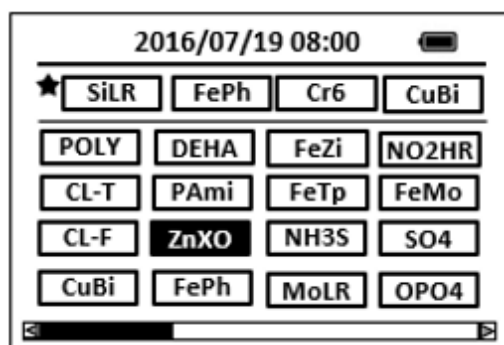 2016/07/19 08:00
SiLR FePh Cr6 CuBi
POLY DEHA FeZi NO2HR
CL-T PAmi FeTp FeMo
CL-F ZnXO NH3S SO4
CuBi FePh MoLR OPO4